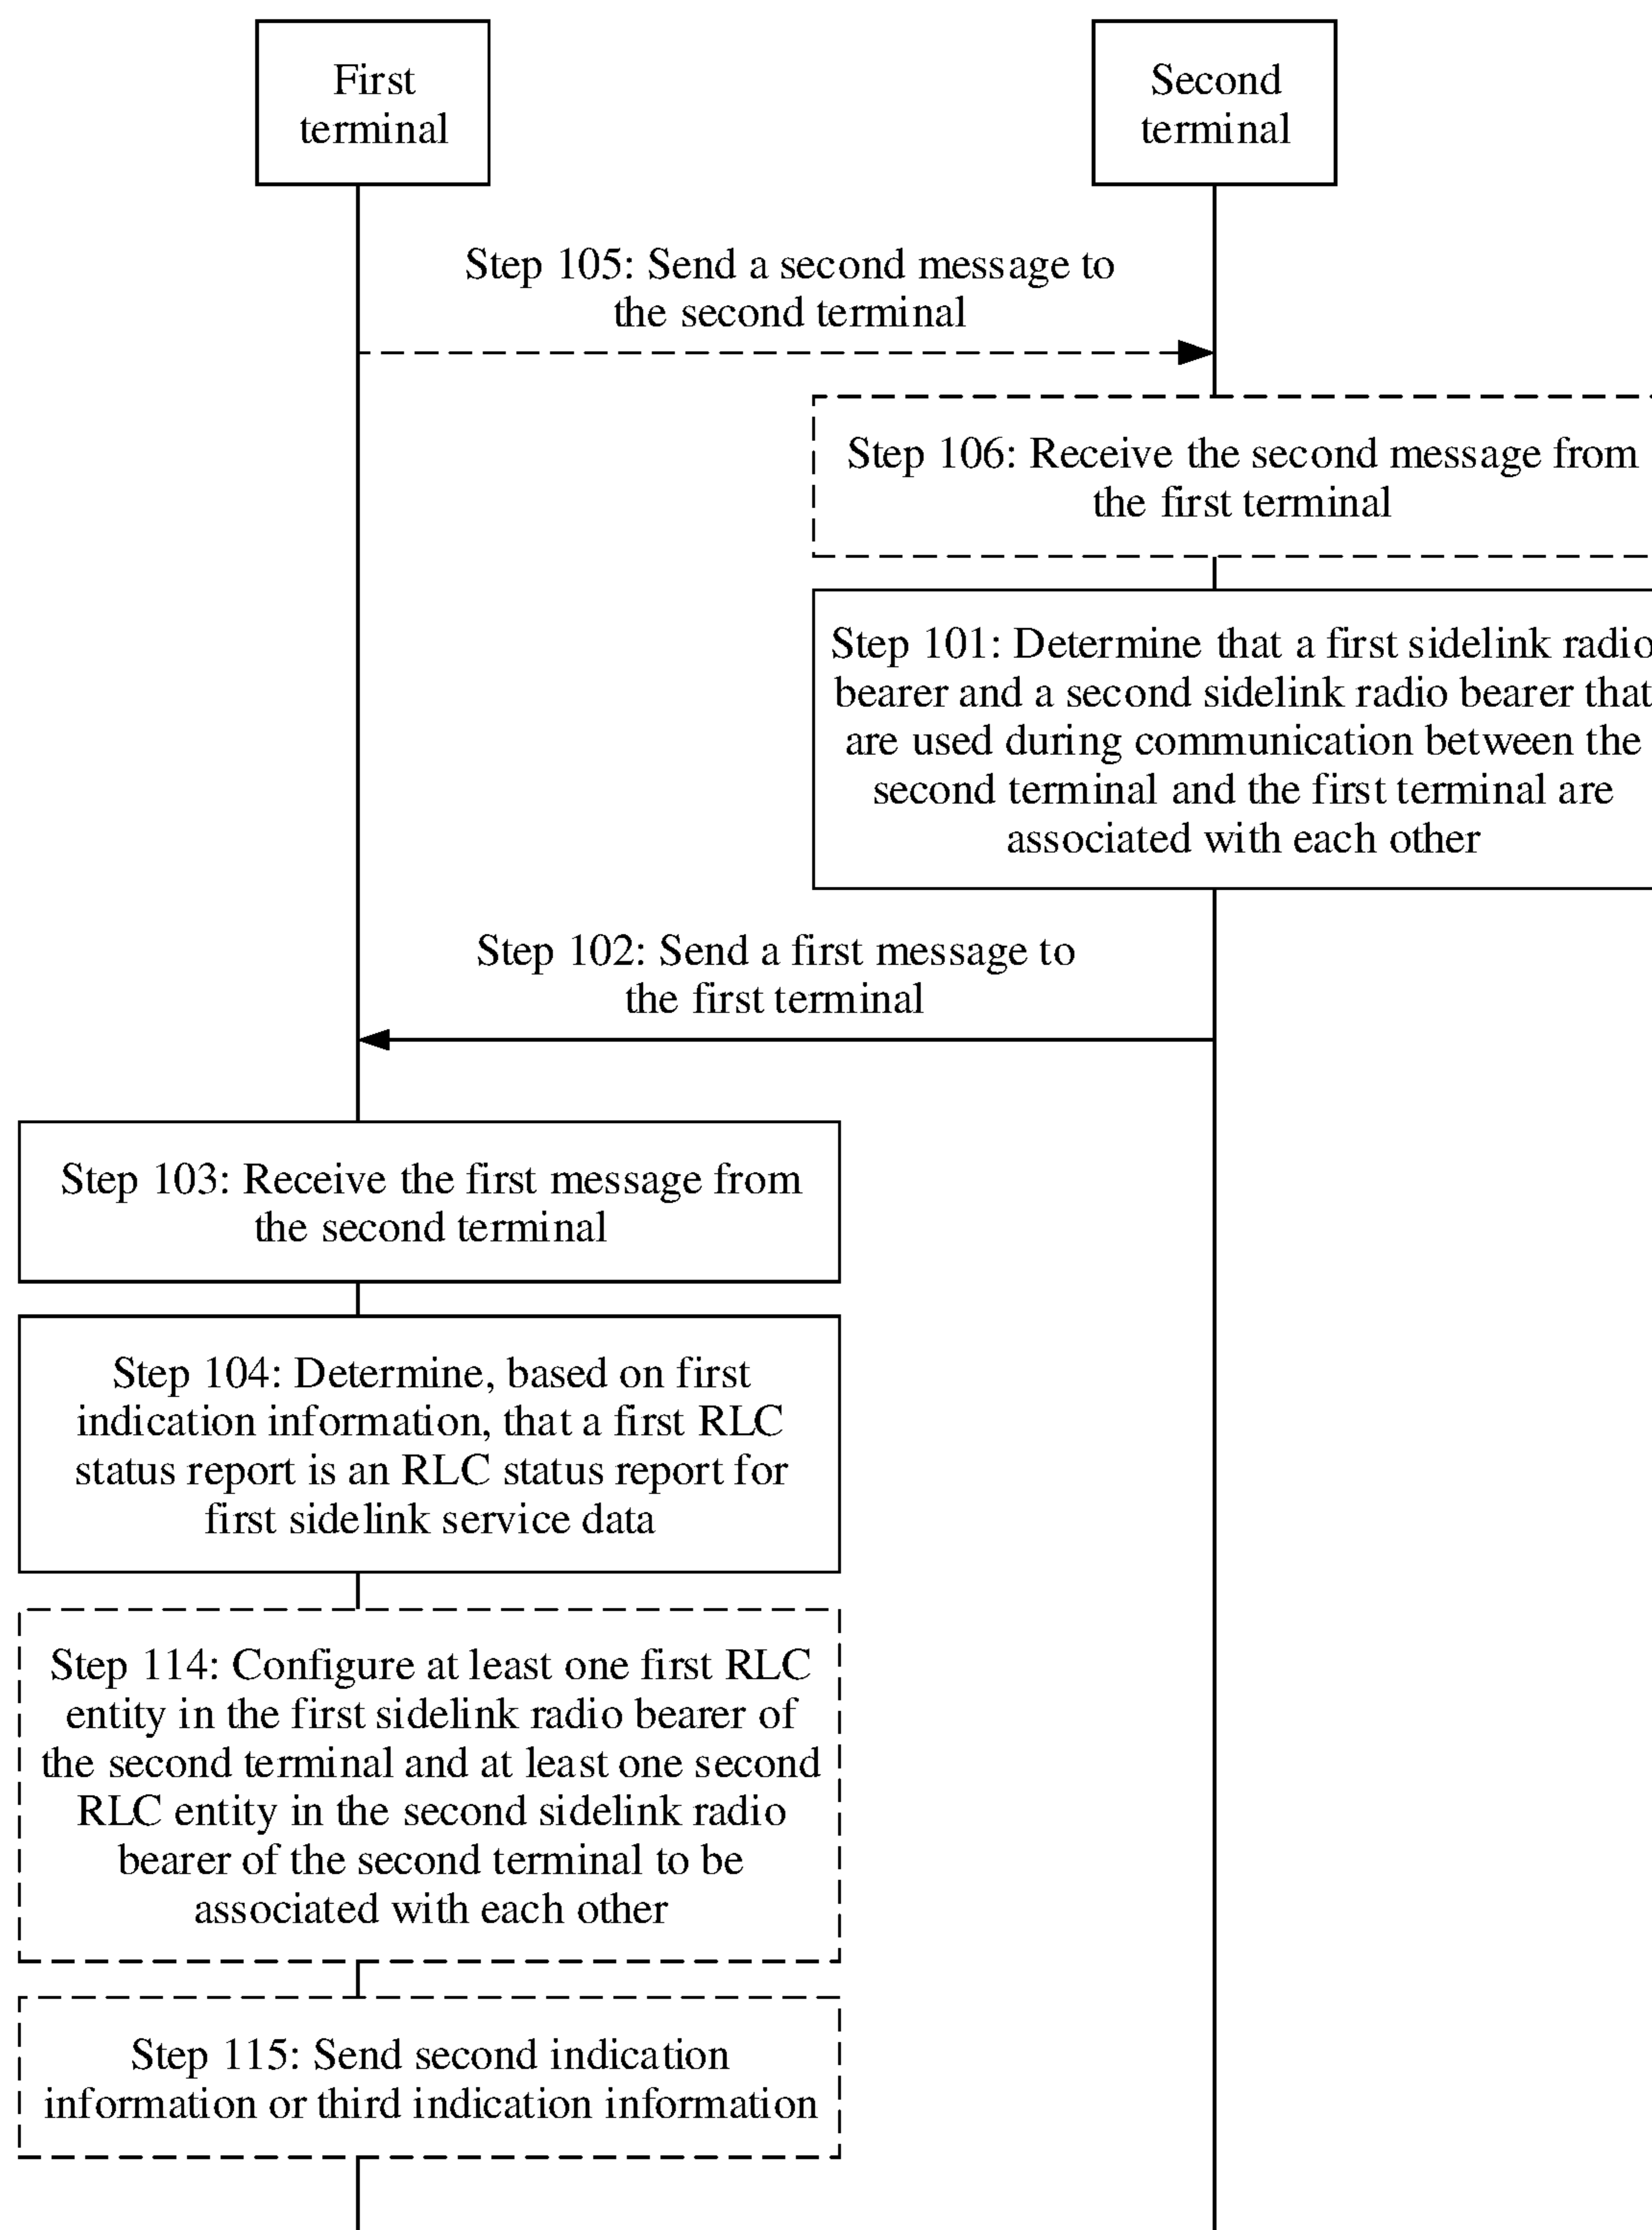 First
terminal
Second
terminal
Step 105: Send a second message to
the second terminal
Step 106: Receive the second message from
the first terminal
Step 101: Determine that a first sidelink radio
bearer and a second sidelink radio bearer that
are used during communication between the
second terminal and the first terminal are
associated with each other
Step 102: Send a first message to
the first terminal
Step 103: Receive the first message from
the second terminal
Step 104: Determine, based on first
indication information, that a first RLC
status report is an RLC status report for
first sidelink service data
Step 114: Configure at least one first RLC
entity in the first sidelink radio bearer of
the second terminal and at least one second
RLC entity in the second sidelink radio
bearer of the second terminal to be
associated with each other
Step 115: Send second indication
information or third indication information